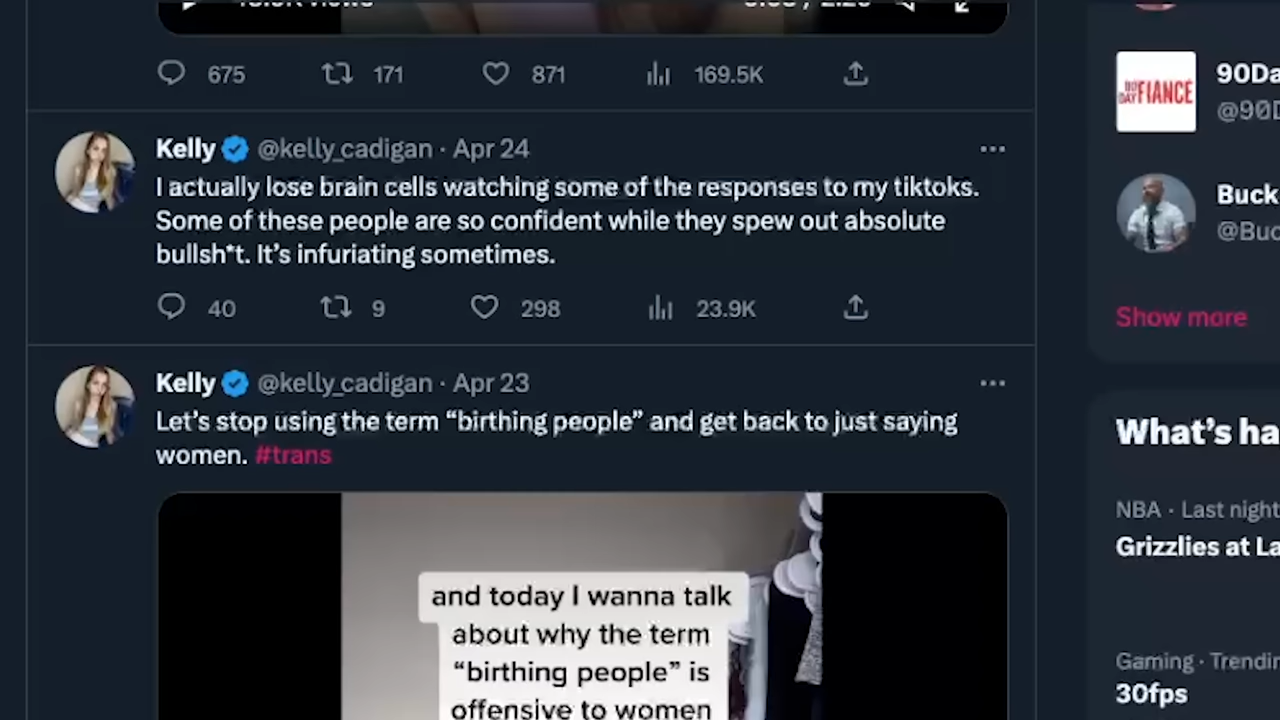 675 171 871 169.5K
90Da
90 DAY FIANCÉ
@90D
Kelly @kelly_cadigan · Apr 24
I actually lose brain cells watching some of the responses to my tiktoks.
Some of these people are so confident while they spew out absolute
bullsh*t. It's infuriating sometimes.
40 9 298 23.9K
Buck
@Buc
Show more
Kelly @kelly_cadigan · Apr 23
Let's stop using the term “birthing people” and get back to just saying
women. #trans
and today I wanna talk
about why the term
“birthing people” is
offensive to women
What's ha
NBA · Last night
Grizzlies at La
Gaming · Trendin
30fps